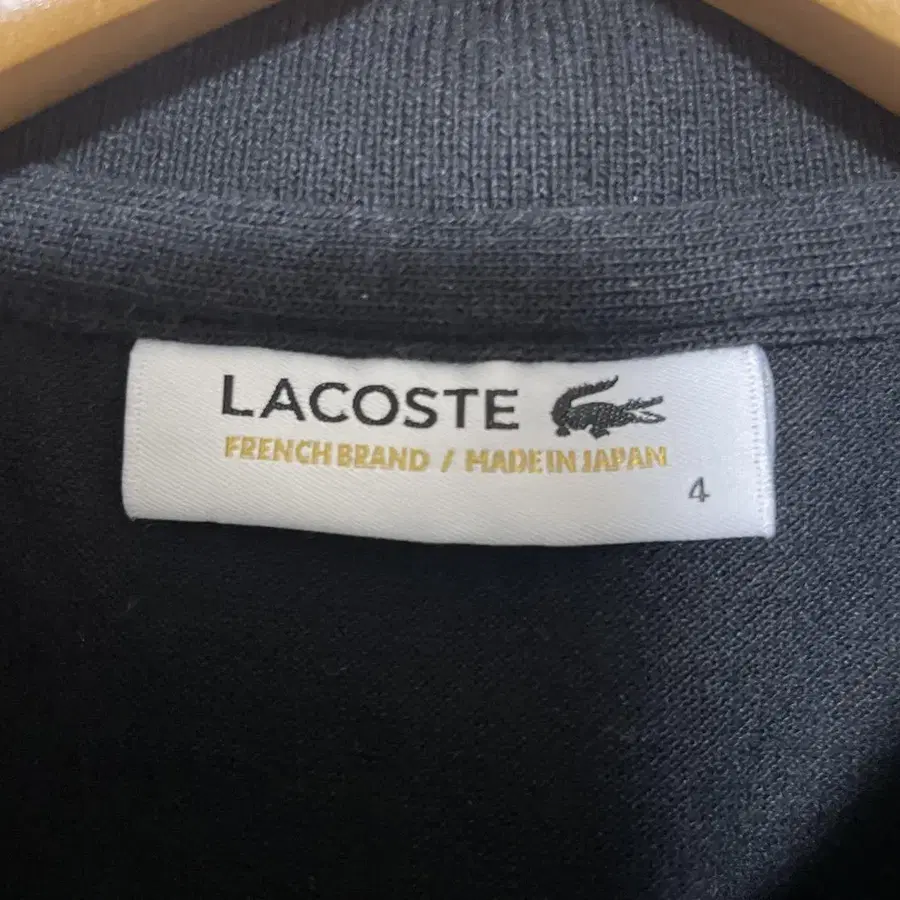 LACOSTE
FRENCH BRAND / MADE IN JAPAN
4